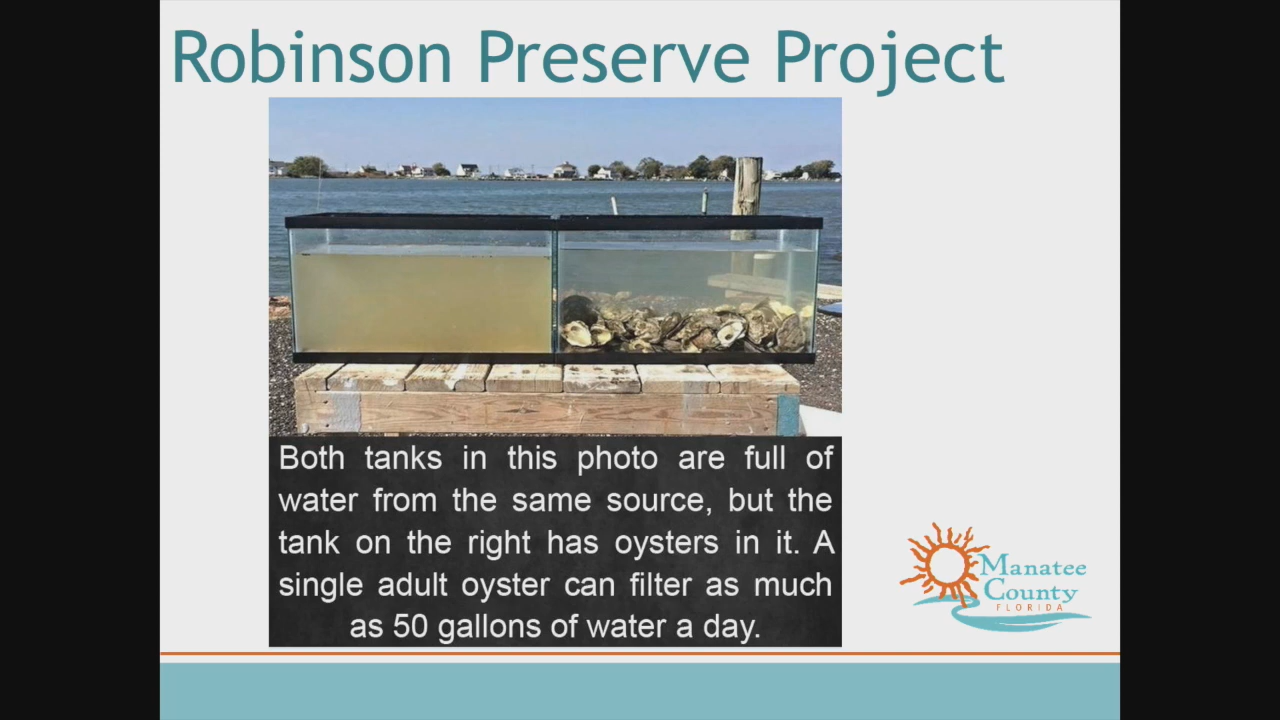 Robinson Preserve Project
Both tanks in this photo are full of
water from the same source, but the
tank on the right has oysters in it. A
single adult oyster can filter as much
as 50 gallons of water a day.
Manatee
County
FLORIDA